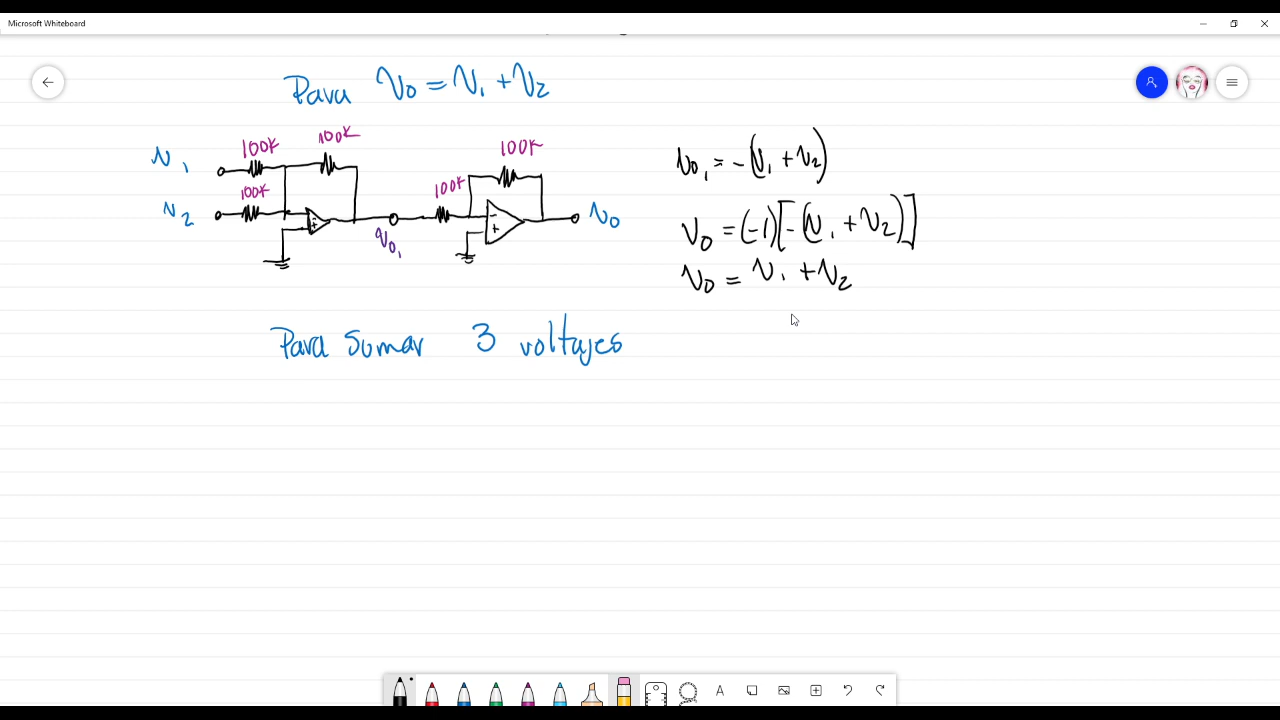 Microsoft Whiteboard
Para V0 = V1 + V2
100K 100K
V1
100K
V2
V01
100K
100K
V0
V01 = -(V1 + V2)
V0 = (-1)[-(V1 + V2)]
V0 = V1 + V2
Para Sumar 3 voltajes